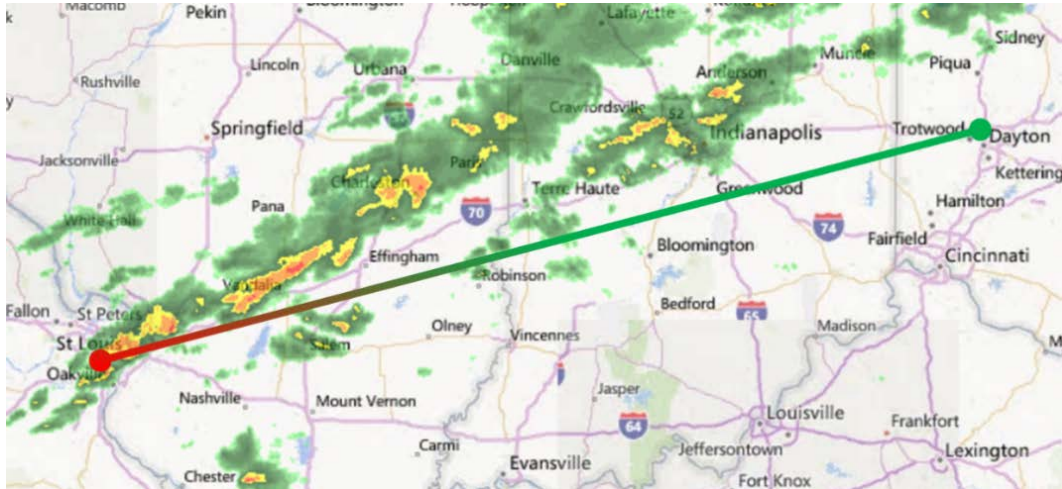 Macomb
Pekin
Bloomington
Lafayette
Rushville
Lincoln
Urbana
Danville
Anderson
Muncie
Sidney
Piqua
Crawfordsville
52
Springfield
Indianapolis
Trotwood
Dayton
Jacksonville
Paris
Charleston
Terre Haute
Greenwood
Kettering
White Hall
Pana
70
74
Hamilton
Fairfield
Effingham
Bloomington
Cincinnati
Robinson
Vandalia
Fallon
St Peters
Bedford
65
St Louis
Olney
Vincennes
Madison
Salem
Oakville
Nashville
Mount Vernon
Jasper
Louisville
Frankfort
64
Carmi
Jeffersontown
Lexington
Chester
Evansville
Fort Knox